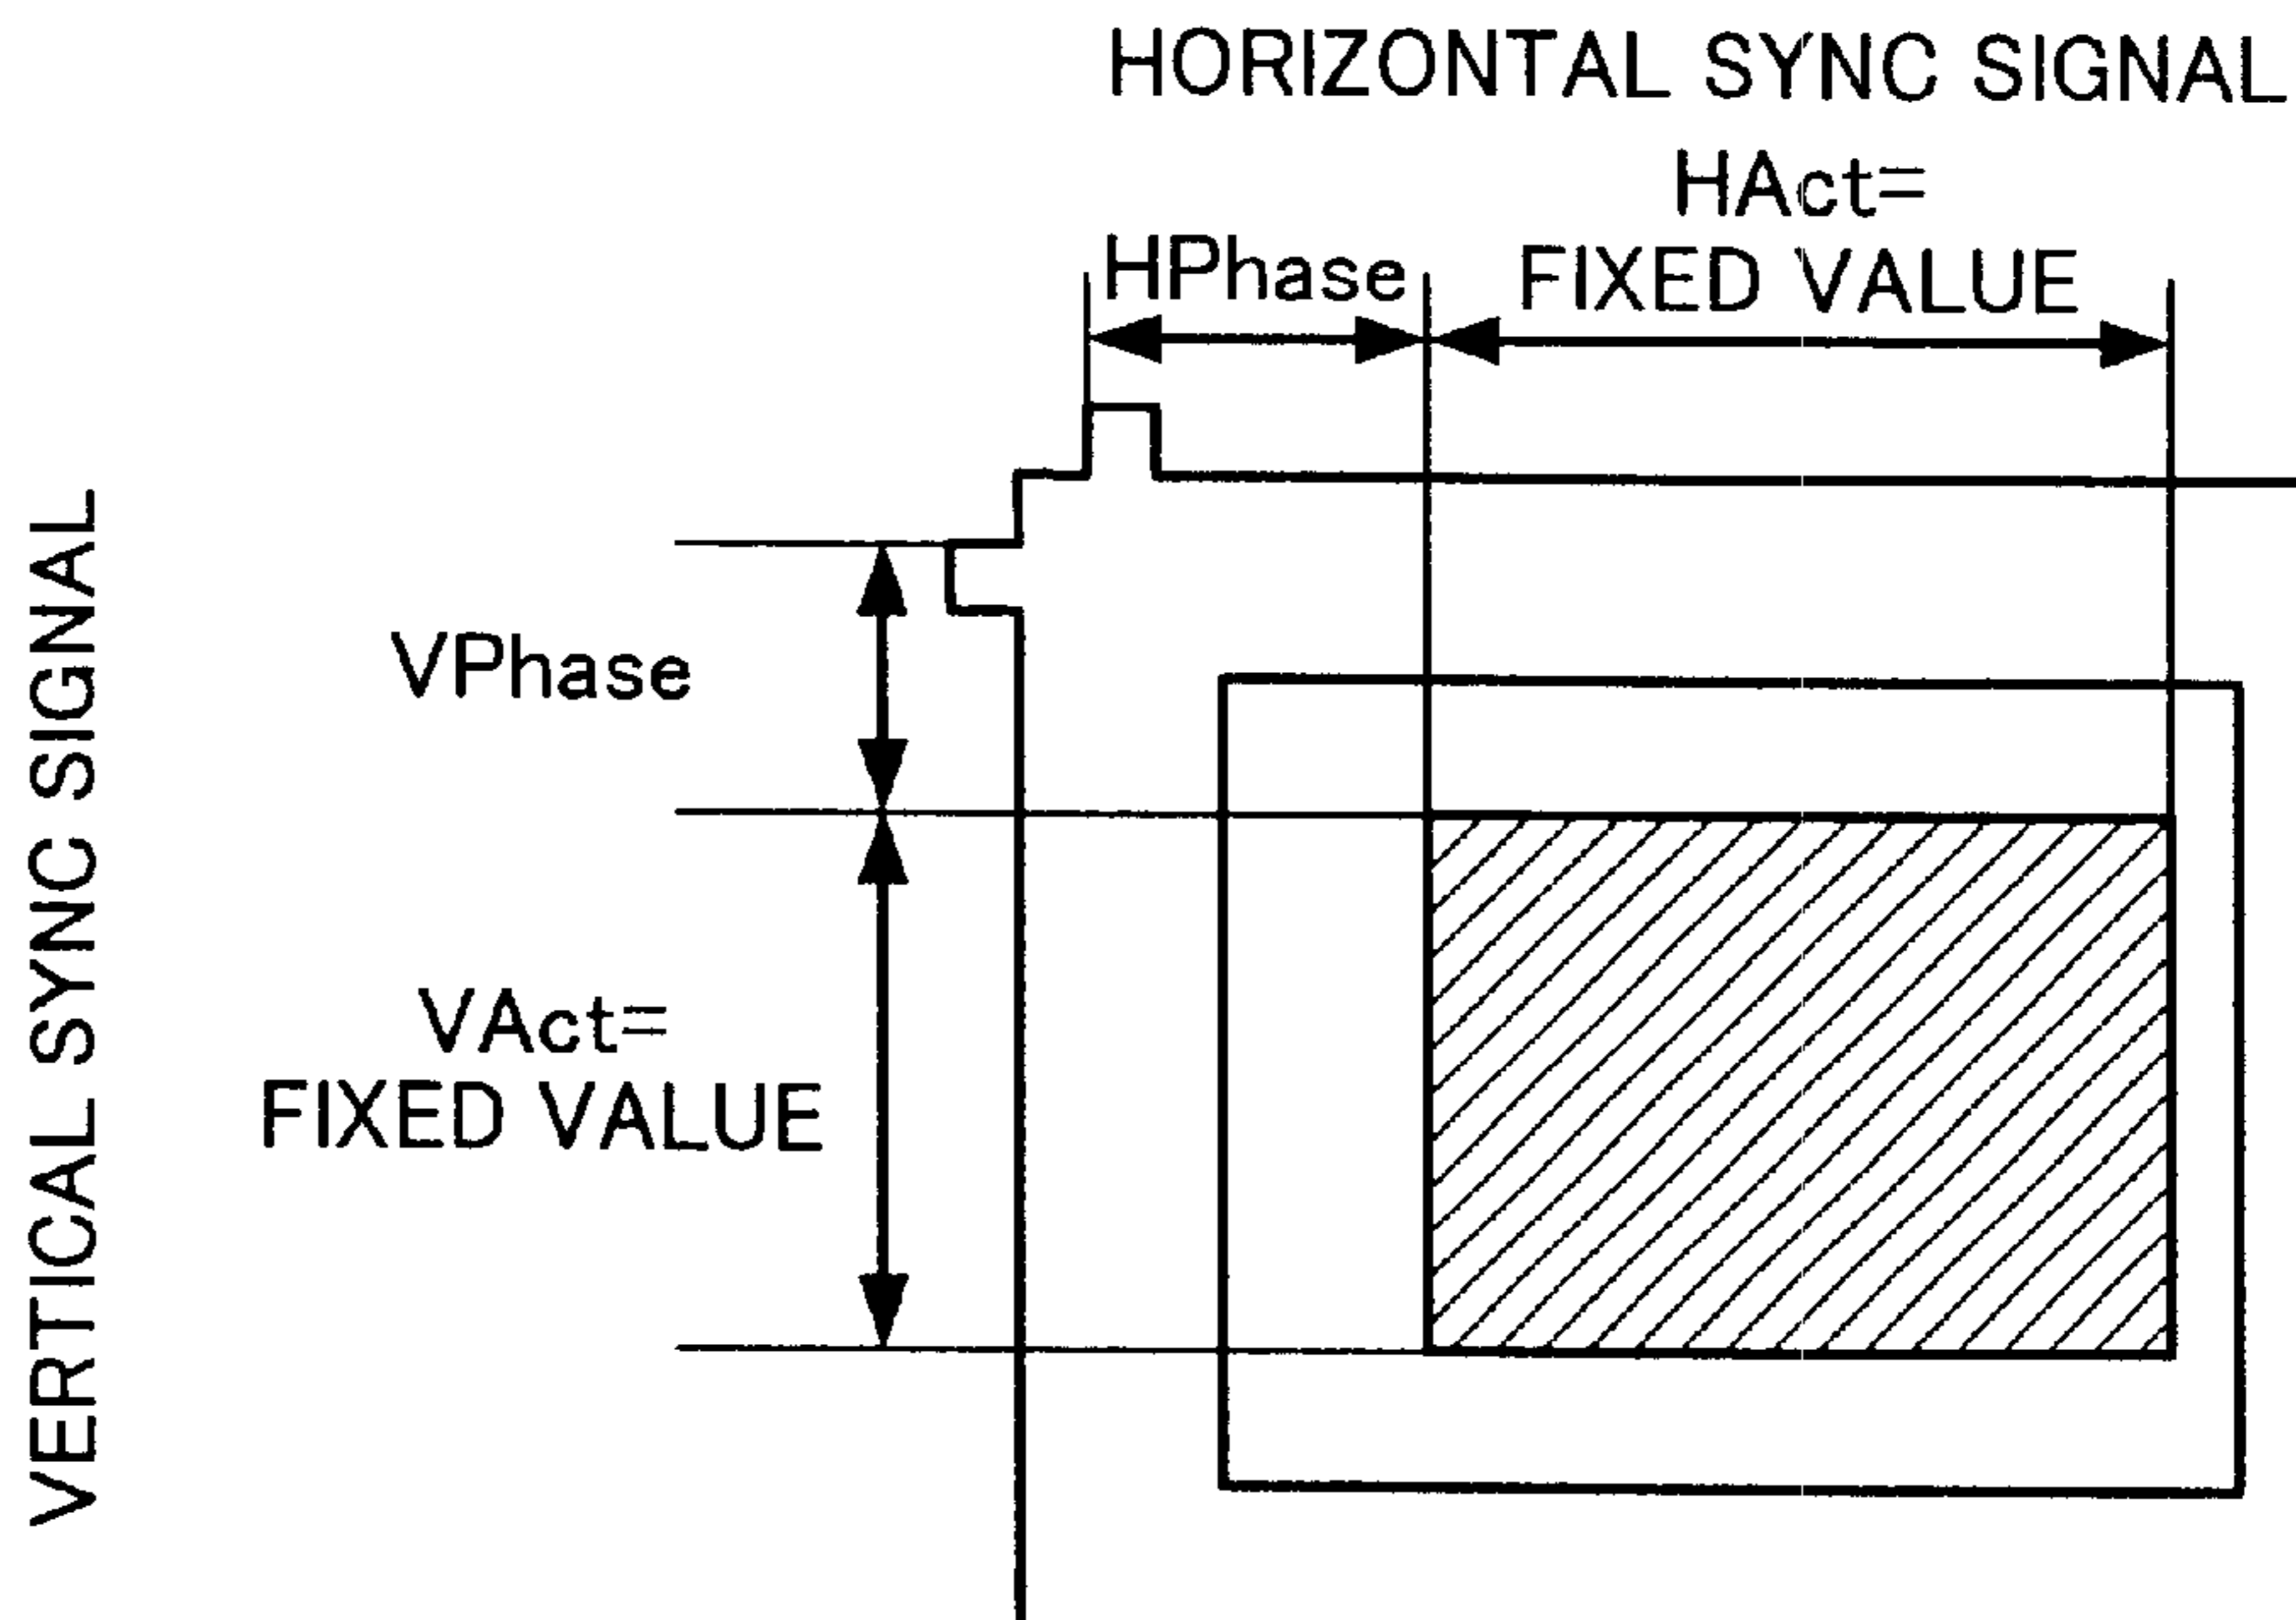 HORIZONTAL SYNC SIGNAL
HAct=
FIXED VALUE
HPhase
VERTICAL SYNC SIGNAL
VPhase
VAct=
FIXED VALUE